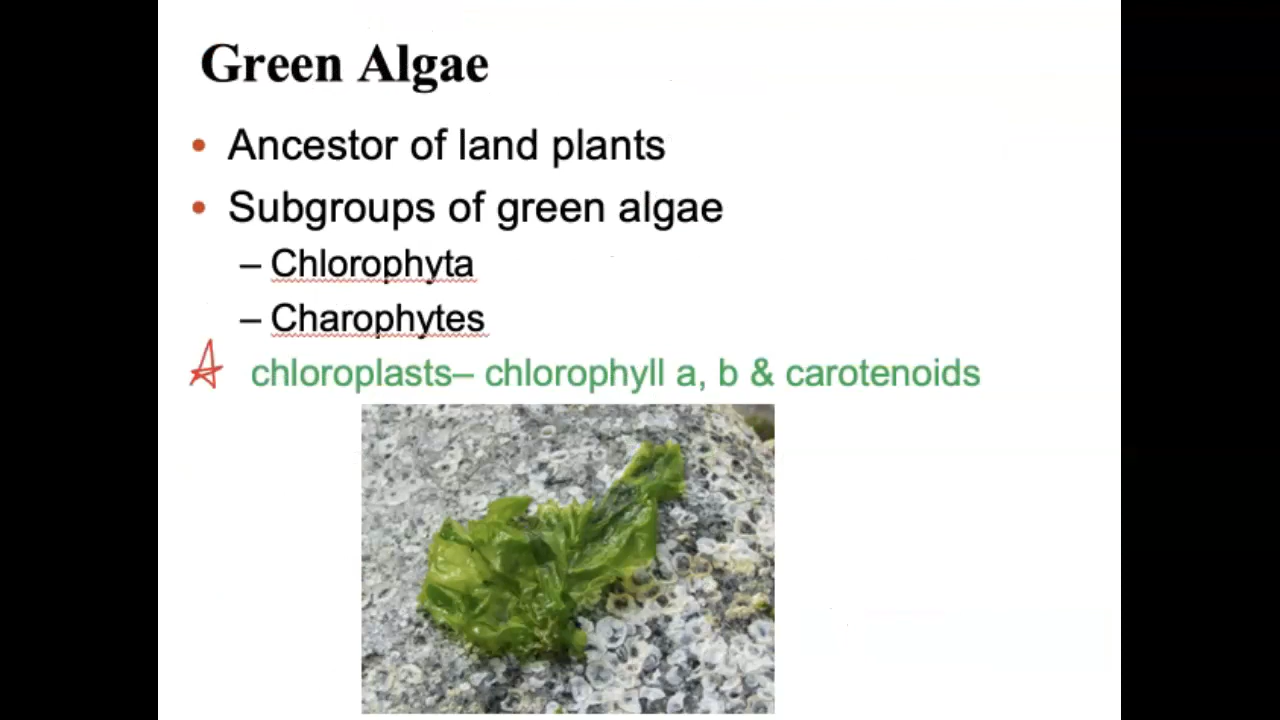 Green Algae
• Ancestor of land plants
• Subgroups of green algae
– Chlorophyta
– Charophytes
chloroplasts– chlorophyll a, b & carotenoids